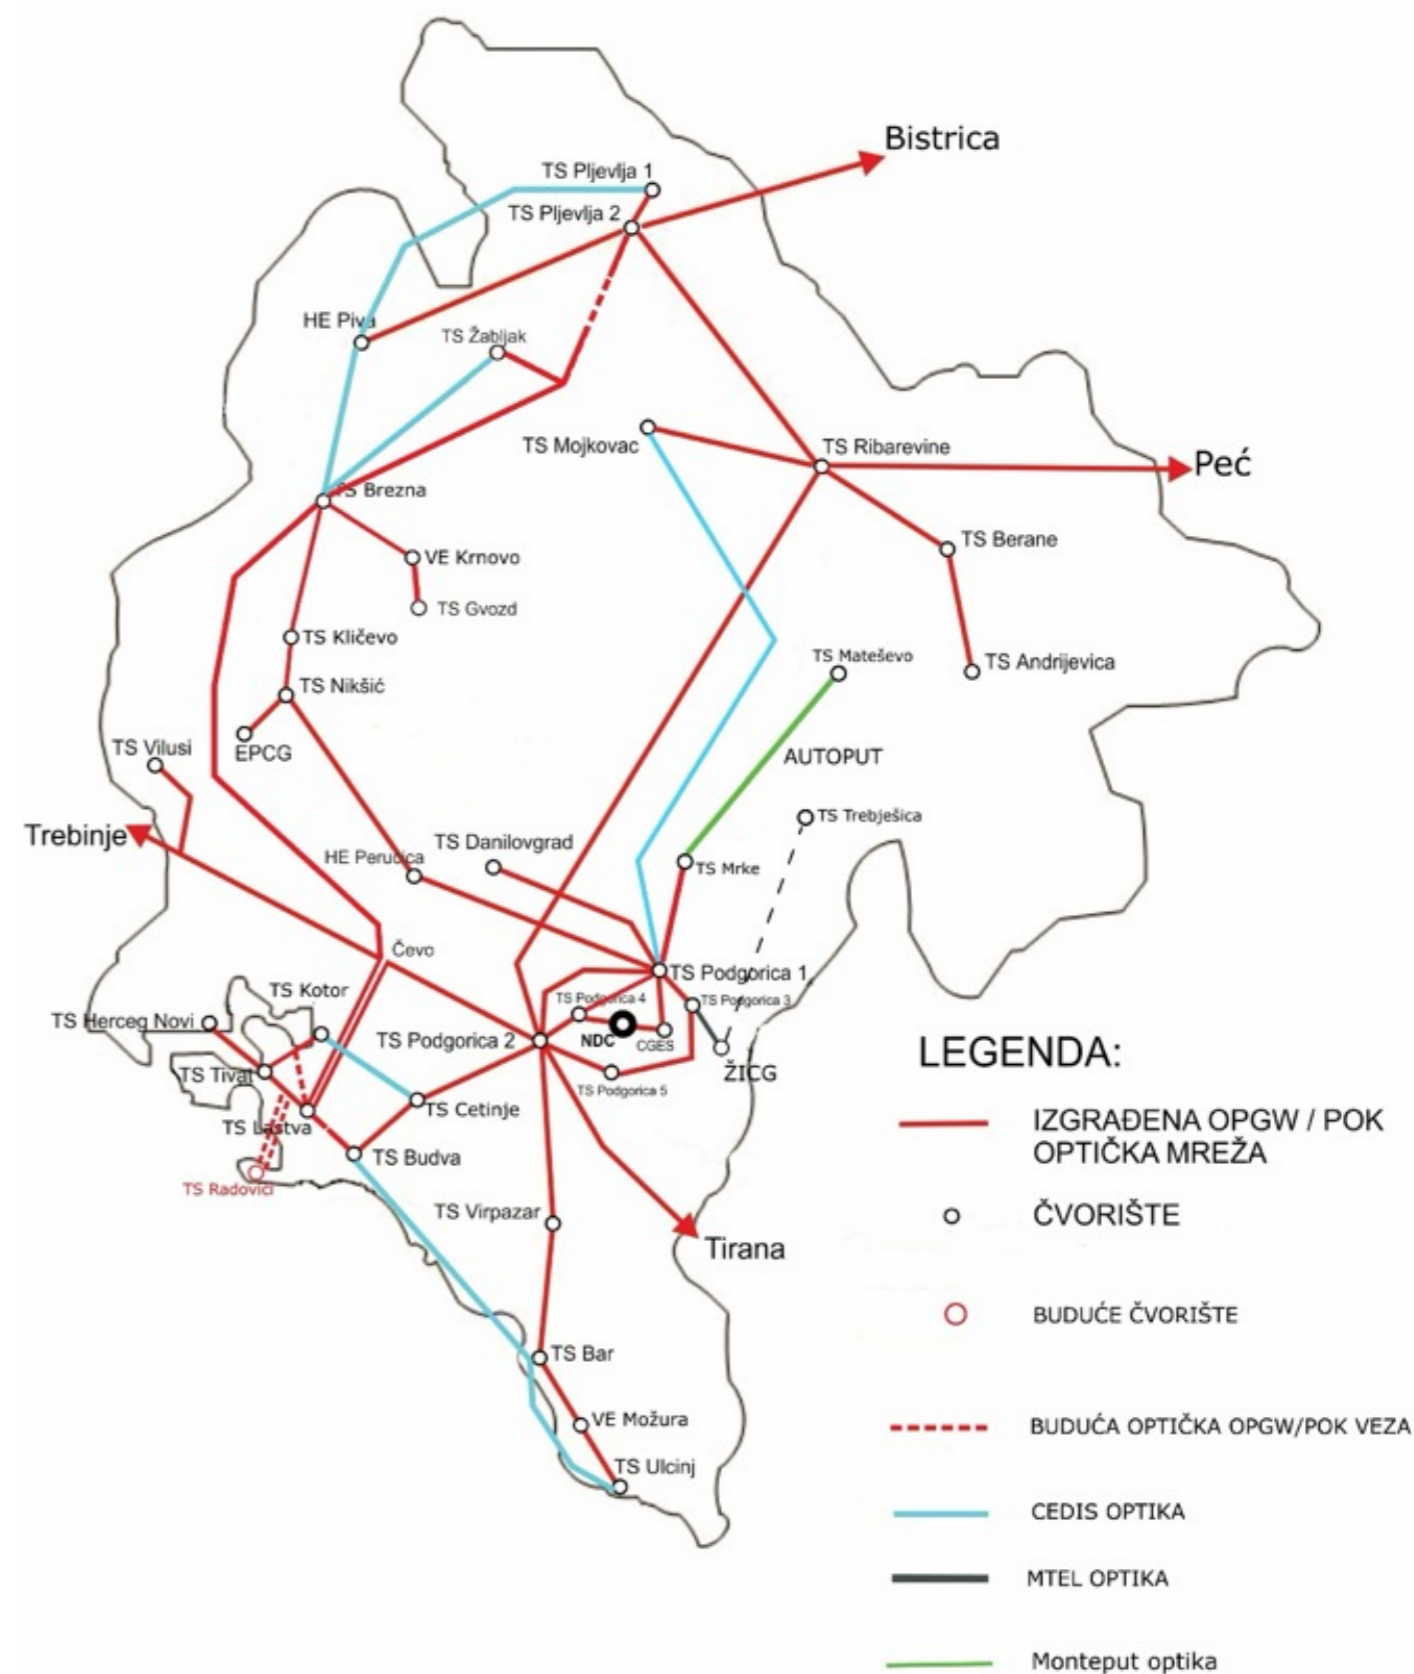 Bistrica
TS Pljevlja 1
TS Pljevlja 2
HE Piva
TS Žabljak
TS Mojkovac
TS Ribarevine
Peć
TS Brezna
TS Berane
VE Krnovo
TS Gvozd
TS Kličevo
TS Mateševo
TS Andrijevica
TS Nikšić
EPCG
TS Vilusi
AUTOPUT
TS Trebješica
Trebinje
TS Danilovgrad
HE Perućica
TS Mrke
Čevo
TS Podgorica 1
TS Kotor
TS Podgorica 4
TS Podgorica 3
TS Herceg Novi
TS Podgorica 2
NDC
CGES
ŽICG
TS Tivat
TS Podgorica 5
TS Cetinje
TS Lastva
TS Budva
TS Radovići
TS Virpazar
Tirana
TS Bar
VE Možura
TS Ulcinj
LEGENDA:
IZGRAĐENA OPGW / POK
OPTIČKA MREŽA
ČVORIŠTE
BUDUĆE ČVORIŠTE
BUDUĆA OPTIČKA OPGW/POK VEZA
CEDIS OPTIKA
MTEL OPTIKA
Monteput optika